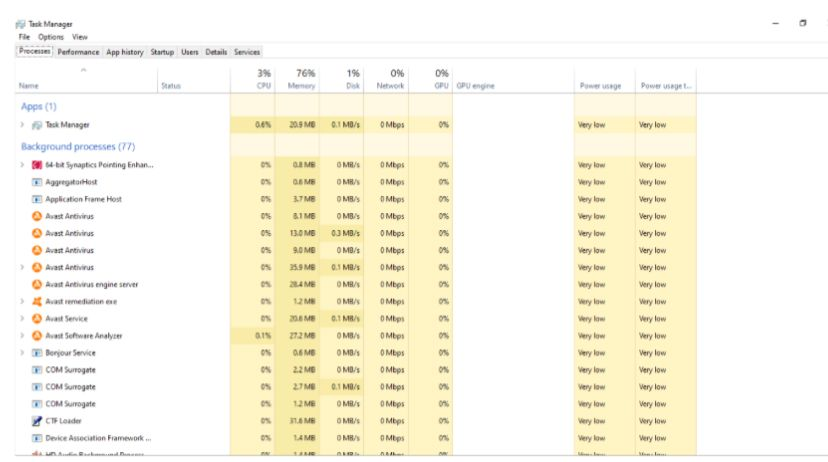 Task Manager
File Options View
Processes Performance App history Startup Users Details Services
3% 76% 1% 0% 0%
Name Status CPU Memory Disk Network GPU GPU engine Power usage Power usage t...
Apps (1)
Task Manager 0.6% 20.9 MB 0.1 MB/s 0 Mbps 0% Very low Very low
Background processes (77)
64-bit Synaptics Pointing Enhan... 0% 0.8 MB 0 MB/s 0 Mbps 0% Very low Very low
AggregatorHost 0% 0.6 MB 0 MB/s 0 Mbps 0% Very low Very low
Application Frame Host 0% 3.7 MB 0 MB/s 0 Mbps 0% Very low Very low
Avast Antivirus 0% 8.1 MB 0 MB/s 0 Mbps 0% Very low Very low
Avast Antivirus 0% 13.0 MB 0.3 MB/s 0 Mbps 0% Very low Very low
Avast Antivirus 0% 9.0 MB 0 MB/s 0 Mbps 0% Very low Very low
Avast Antivirus 0% 35.9 MB 0.1 MB/s 0 Mbps 0% Very low Very low
Avast Antivirus engine server 0% 28.4 MB 0 MB/s 0 Mbps 0% Very low Very low
Avast remediation exe 0% 1.2 MB 0 MB/s 0 Mbps 0% Very low Very low
Avast Service 0% 20.6 MB 0.1 MB/s 0 Mbps 0% Very low Very low
Avast Software Analyzer 0.1% 27.2 MB 0 MB/s 0 Mbps 0% Very low Very low
Bonjour Service 0% 0.6 MB 0 MB/s 0 Mbps 0% Very low Very low
COM Surrogate 0% 2.2 MB 0 MB/s 0 Mbps 0% Very low Very low
COM Surrogate 0% 2.7 MB 0.1 MB/s 0 Mbps 0% Very low Very low
COM Surrogate 0% 1.2 MB 0 MB/s 0 Mbps 0% Very low Very low
CTF Loader 0% 31.6 MB 0 MB/s 0 Mbps 0% Very low Very low
Device Association Framework ... 0% 1.4 MB 0 MB/s 0 Mbps 0% Very low Very low